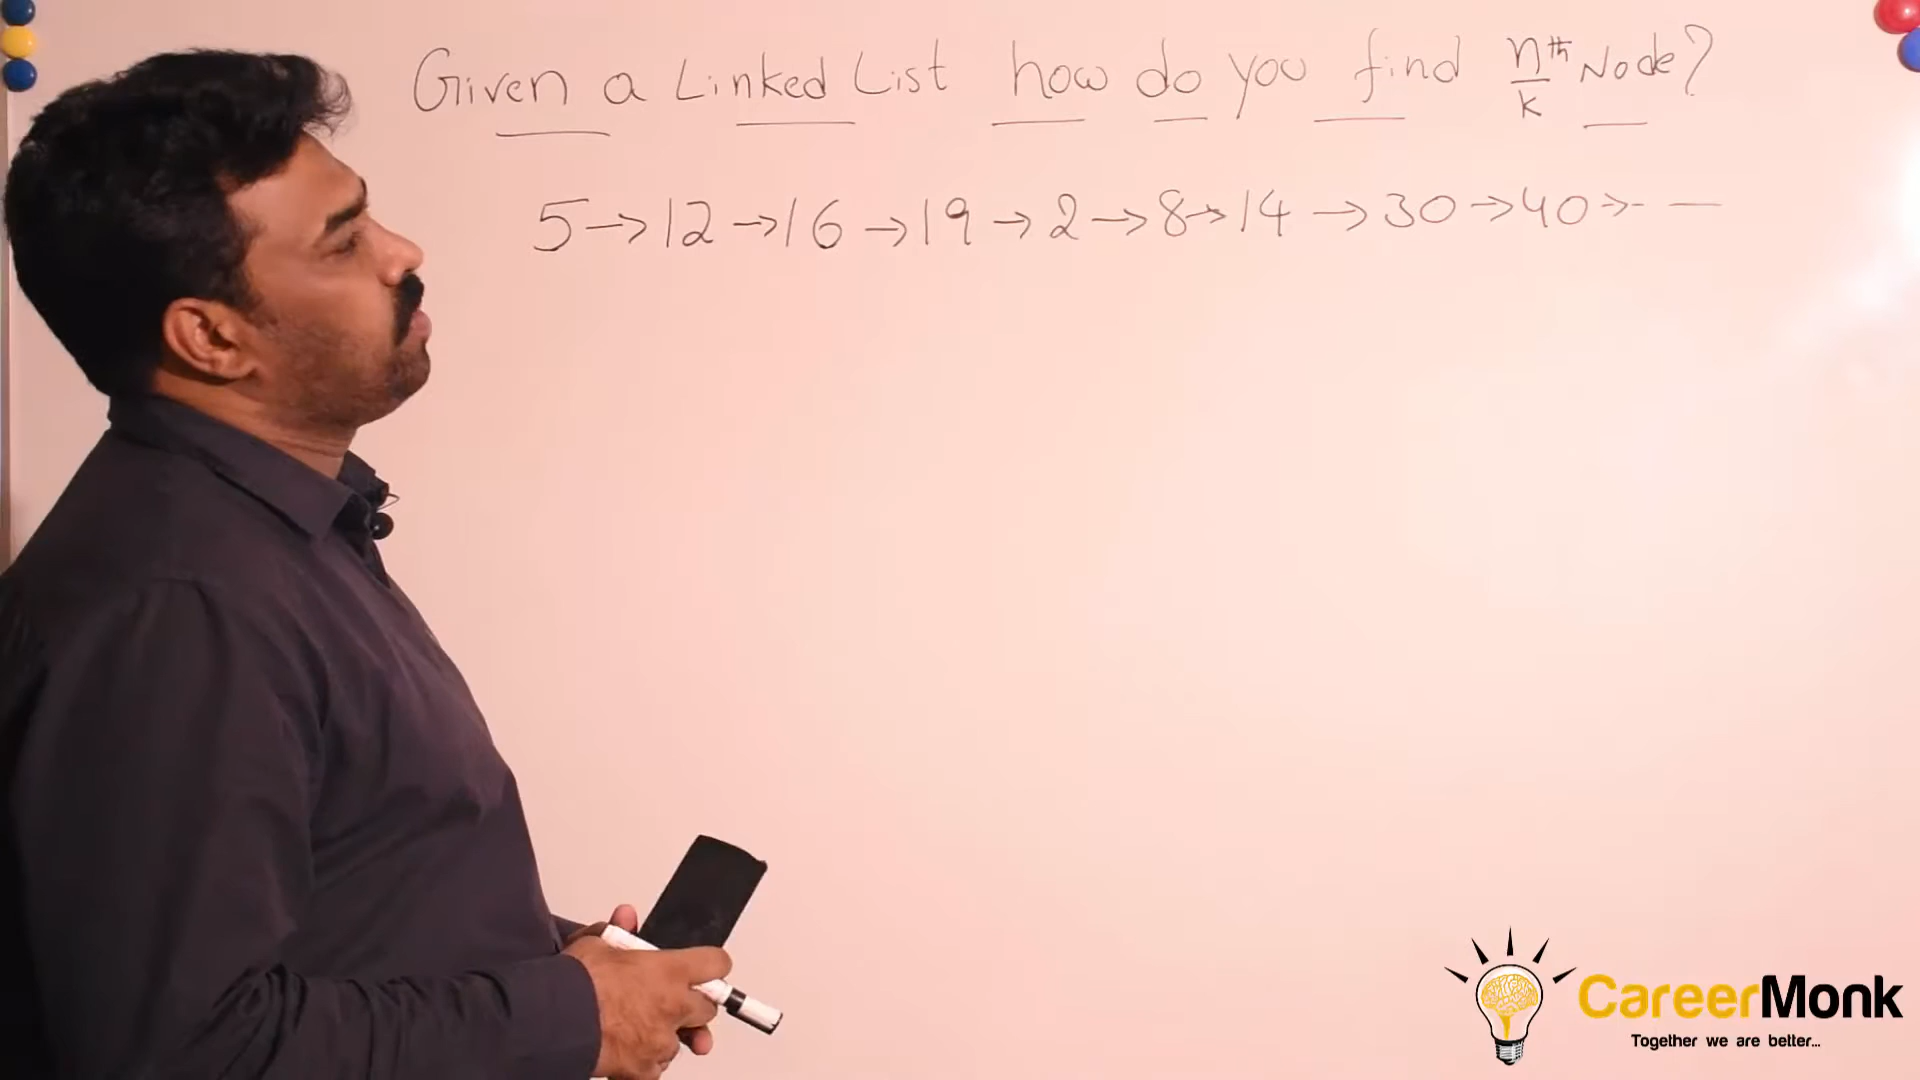 Given a Linked List how do you find n/k th Node?
5→12→16→19→2→8→14→30→40→- —
CareerMonk
Together we are better...